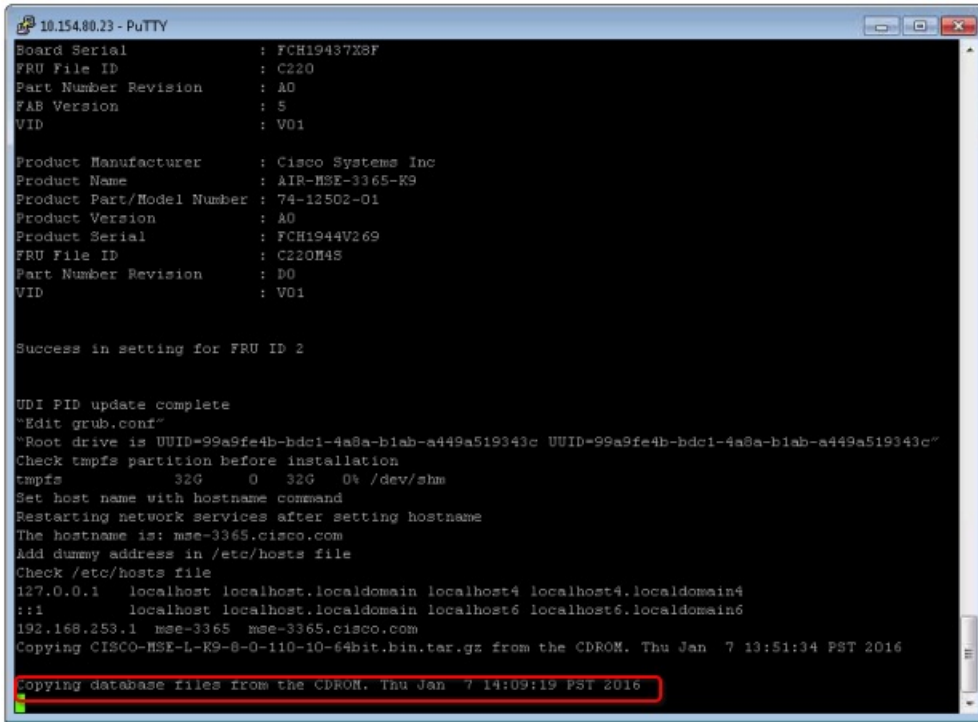 10.154.80.23 - PuTTY
Board Serial : FCH19437X8F
FRU File ID : C220
Part Number Revision : A0
FAB Version : 5
VID : V01
Product Manufacturer : Cisco Systems Inc
Product Name : AIR-MSE-3365-K9
Product Part/Model Number : 74-12502-01
Product Version : A0
Product Serial : FCH1944V269
FRU File ID : C220M4S
Part Number Revision : D0
VID : V01
Success in setting for FRU ID 2
UDI PID update complete
"Edit grub.conf"
"Root drive is UUID=99a9fe4b-bdc1-4a8a-b1ab-a449a519343c UUID=99a9fe4b-bdc1-4a8a-b1ab-a449a519343c"
Check tmpfs partition before installation
tmpfs 32G 0 32G 0% /dev/shm
Set host name with hostname command
Restarting network services after setting hostname
The hostname is: mse-3365.cisco.com
Add dummy address in /etc/hosts file
Check /etc/hosts file
127.0.0.1 localhost localhost.localdomain localhost4 localhost4.localdomain4
::1 localhost localhost.localdomain localhost6 localhost6.localdomain6
192.168.253.1 mse-3365 mse-3365.cisco.com
Copying CISCO-MSE-L-K9-8-0-110-10-64bit.bin.tar.gz from the CDROM. Thu Jan 7 13:51:34 PST 2016
Copying database files from the CDROM. Thu Jan 7 14:09:19 PST 2016